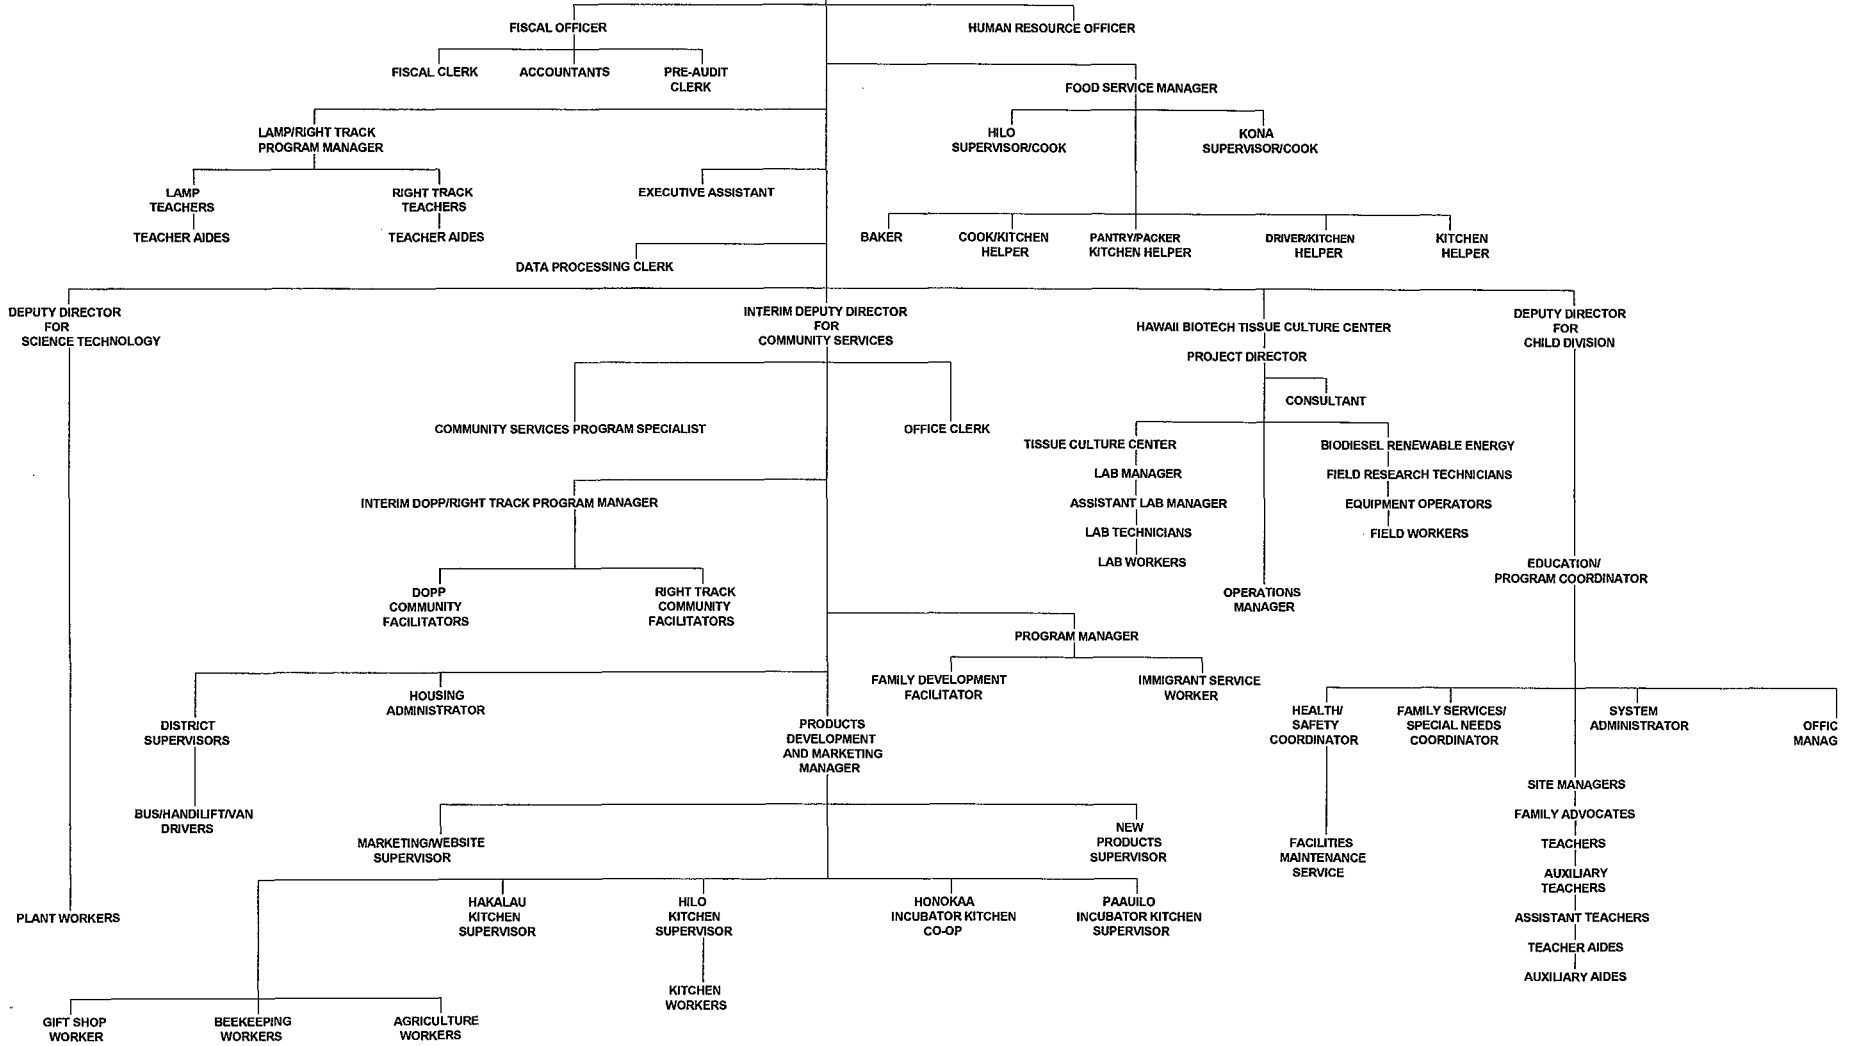 FISCAL OFFICER
HUMAN RESOURCE OFFICER
FISCAL CLERK
ACCOUNTANTS
PRE-AUDIT
CLERK
FOOD SERVICE MANAGER
LAMP/RIGHT TRACK
PROGRAM MANAGER
HILO
SUPERVISOR/COOK
KONA
SUPERVISOR/COOK
LAMP
TEACHERS
RIGHT TRACK
TEACHERS
EXECUTIVE ASSISTANT
TEACHER AIDES
TEACHER AIDES
BAKER
COOK/KITCHEN
HELPER
PANTRY/PACKER
KITCHEN HELPER
DRIVER/KITCHEN
HELPER
KITCHEN
HELPER
DATA PROCESSING CLERK
DEPUTY DIRECTOR
FOR
SCIENCE TECHNOLOGY
INTERIM DEPUTY DIRECTOR
FOR
COMMUNITY SERVICES
HAWAII BIOTECH TISSUE CULTURE CENTER
PROJECT DIRECTOR
DEPUTY DIRECTOR
FOR
CHILD DIVISION
CONSULTANT
COMMUNITY SERVICES PROGRAM SPECIALIST
OFFICE CLERK
TISSUE CULTURE CENTER
LAB MANAGER
ASSISTANT LAB MANAGER
LAB TECHNICIANS
LAB WORKERS
BIODIESEL RENEWABLE ENERGY
FIELD RESEARCH TECHNICIANS
EQUIPMENT OPERATORS
FIELD WORKERS
INTERIM DOPP/RIGHT TRACK PROGRAM MANAGER
EDUCATION/
PROGRAM COORDINATOR
DOPP
COMMUNITY
FACILITATORS
RIGHT TRACK
COMMUNITY
FACILITATORS
OPERATIONS
MANAGER
PROGRAM MANAGER
FAMILY DEVELOPMENT
FACILITATOR
IMMIGRANT SERVICE
WORKER
HOUSING
ADMINISTRATOR
DISTRICT
SUPERVISORS
PRODUCTS
DEVELOPMENT
AND MARKETING
MANAGER
HEALTH/
SAFETY
COORDINATOR
FAMILY SERVICES/
SPECIAL NEEDS
COORDINATOR
SYSTEM
ADMINISTRATOR
OFFIC
MANAG
BUS/HANDILIFT/VAN
DRIVERS
MARKETING/WEBSITE
SUPERVISOR
NEW
PRODUCTS
SUPERVISOR
FACILITIES
MAINTENANCE
SERVICE
SITE MANAGERS
FAMILY ADVOCATES
TEACHERS
AUXILIARY
TEACHERS
ASSISTANT TEACHERS
TEACHER AIDES
AUXILIARY AIDES
PLANT WORKERS
HAKALAU
KITCHEN
SUPERVISOR
HILO
KITCHEN
SUPERVISOR
HONOKAA
INCUBATOR KITCHEN
CO-OP
PAAUILO
INCUBATOR KITCHEN
SUPERVISOR
KITCHEN
WORKERS
GIFT SHOP
WORKER
BEEKEEPING
WORKERS
AGRICULTURE
WORKERS